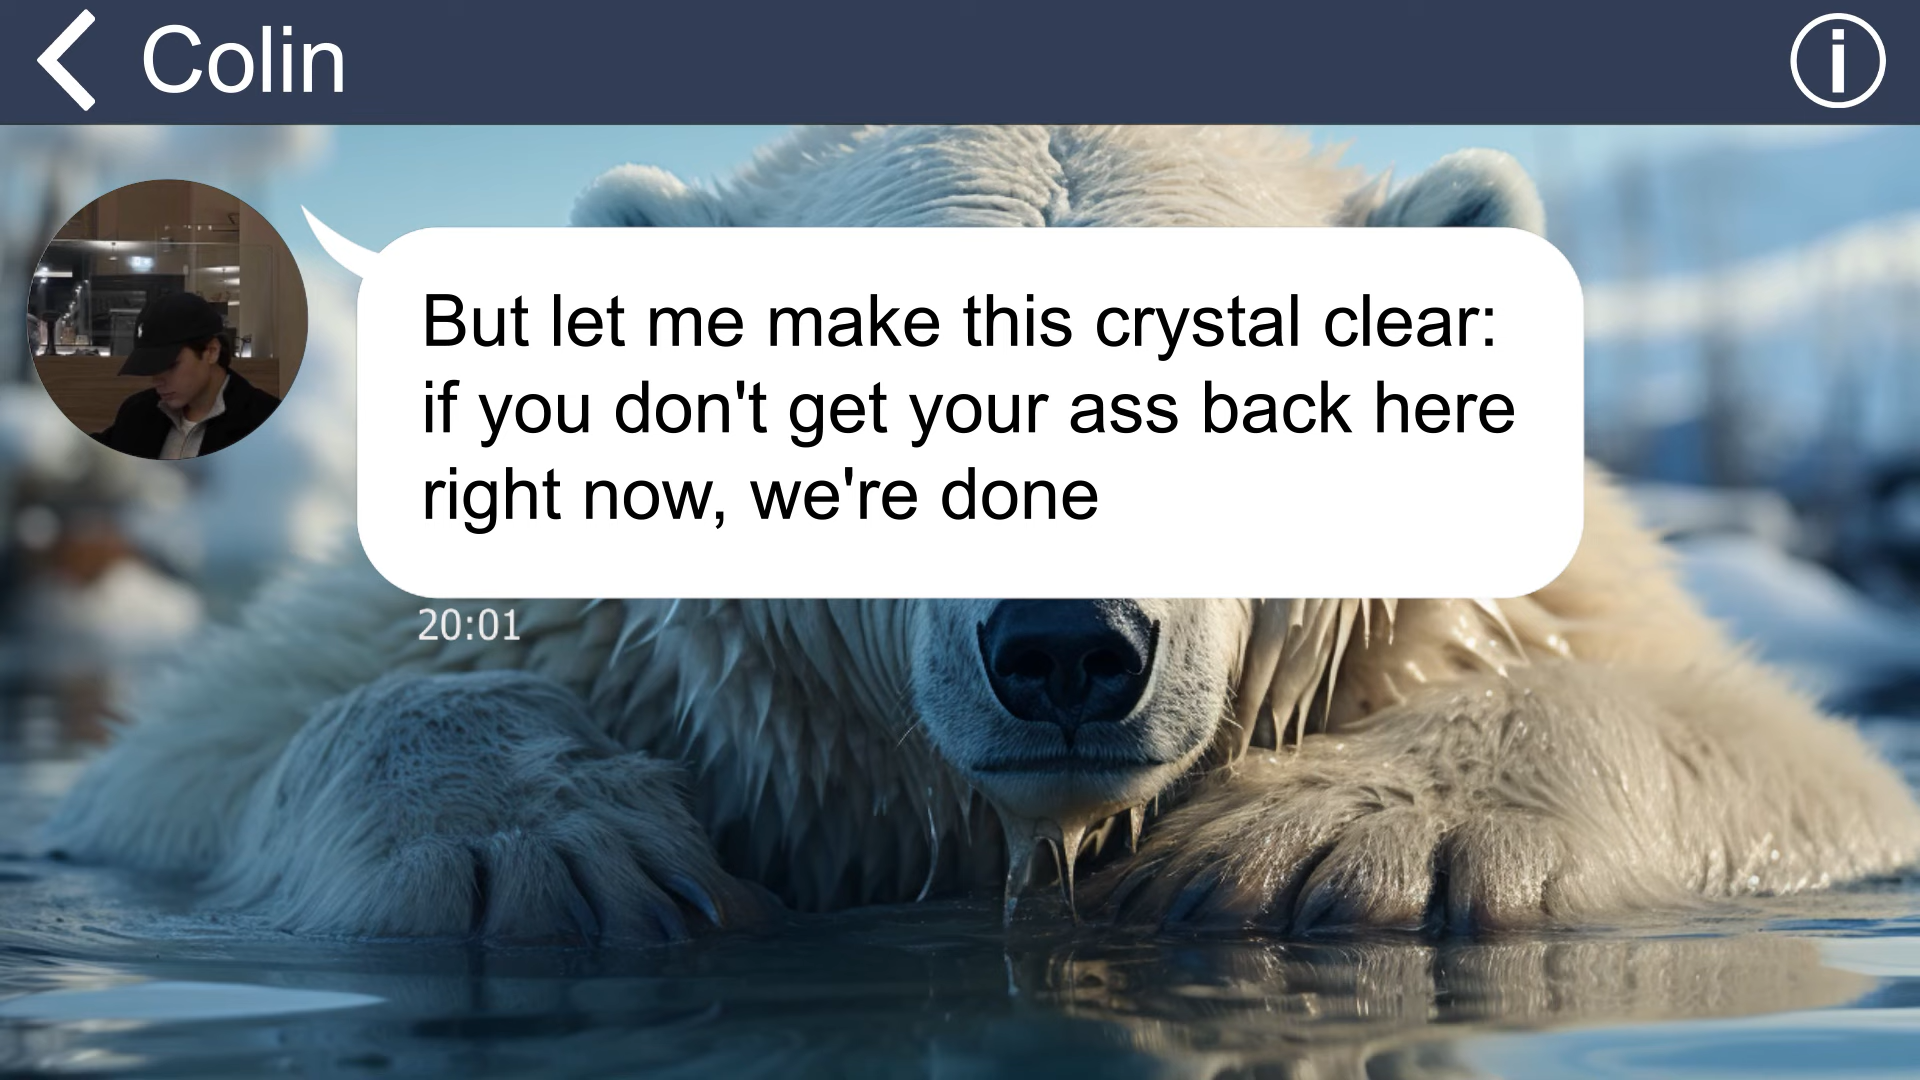 Colin
But let me make this crystal clear:
if you don't get your ass back here
right now, we're done
20:01